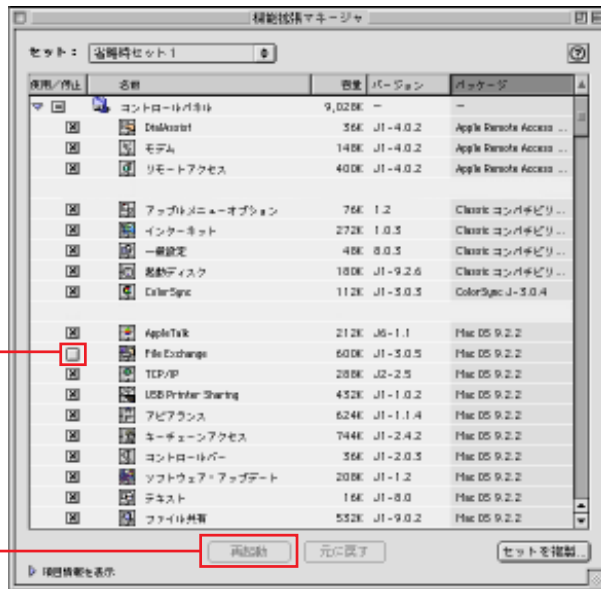 機能拡張マネージャ
セット： 省略時セット1
使用/停止 名前 容量 バージョン パッケージ
コントロールパネル 9,028K － －
DialAssist 36K J1-4.0.2 Apple Remote Access ...
モデム 148K J1-4.0.2 Apple Remote Access ...
リモートアクセス 400K J1-4.0.2 Apple Remote Access ...
アップルメニューオプション 76K 1.2 Classic コンパチビリ...
インターネット 272K 1.0.3 Classic コンパチビリ...
一般設定 48K 8.0.3 Classic コンパチビリ...
起動ディスク 180K J1-9.2.6 Classic コンパチビリ...
ColorSync 112K J1-3.0.3 ColorSync J-3.0.4
AppleTalk 212K J6-1.1 Mac OS 9.2.2
File Exchange 600K J1-3.0.5 Mac OS 9.2.2
TCP/IP 288K J2-2.5 Mac OS 9.2.2
USB Printer Sharing 432K J1-1.0.2 Mac OS 9.2.2
アピアランス 624K J1-1.1.4 Mac OS 9.2.2
キーチェーンアクセス 744K J1-2.4.2 Mac OS 9.2.2
コントロールバー 36K J1-2.0.3 Mac OS 9.2.2
ソフトウェア・アップデート 208K J1-1.2 Mac OS 9.2.2
テキスト 16K J1-8.0 Mac OS 9.2.2
ファイル共有 532K J1-9.0.2 Mac OS 9.2.2
再起動 元に戻す セットを複製...
項目情報を表示